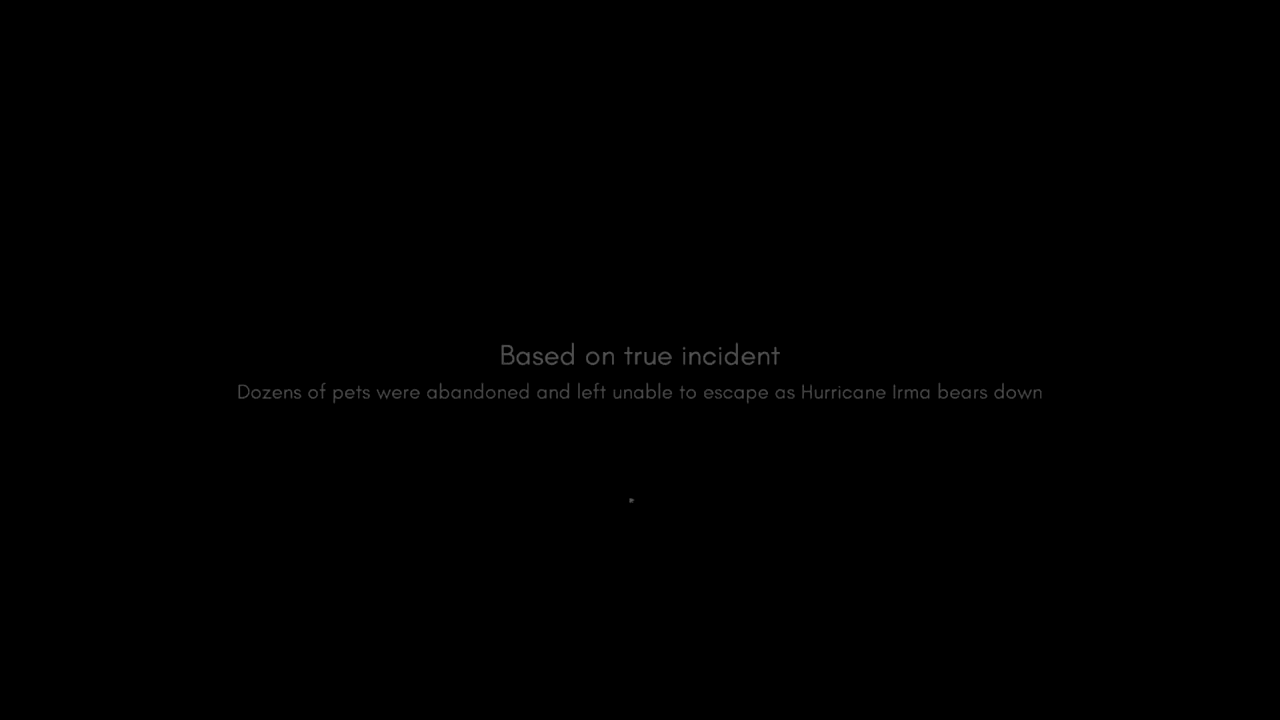 Based on true incident
Dozens of pets were abandoned and left unable to escape as Hurricane Irma bears down